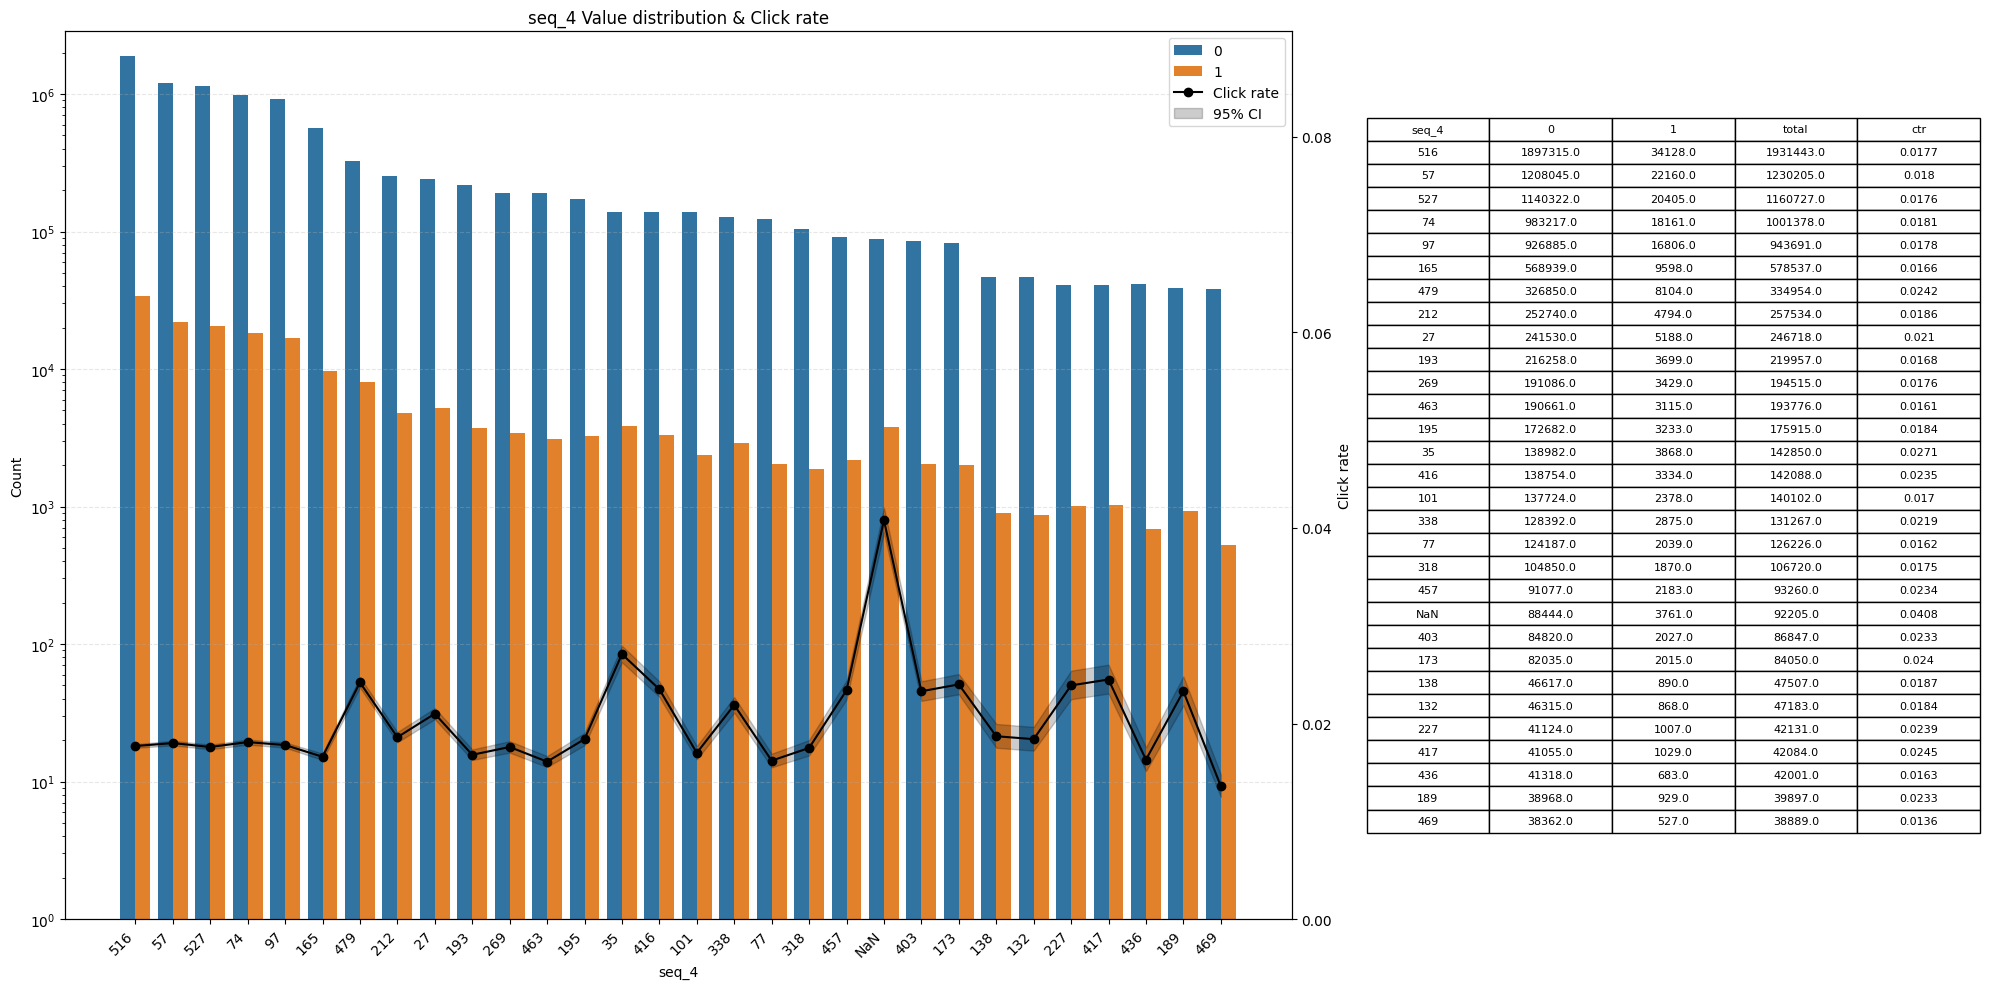 seq_4 Value distribution & Click rate
0
1
Click rate
95% CI
Count
10^6
10^5
10^4
10^3
10^2
10^1
10^0
516 57 527 74 97 165 479 212 27 193 269 463 195 35 416 101 338 77 318 457 NaN 403 173 138 132 227 417 436 189 469
seq_4
0.08
0.06
0.04
0.02
0.00
Click rate
seq_4 0 1 total ctr
516 1897315.0 34128.0 1931443.0 0.0177
57 1208045.0 22160.0 1230205.0 0.018
527 1140322.0 20405.0 1160727.0 0.0176
74 983217.0 18161.0 1001378.0 0.0181
97 926885.0 16806.0 943691.0 0.0178
165 568939.0 9598.0 578537.0 0.0166
479 326850.0 8104.0 334954.0 0.0242
212 252740.0 4794.0 257534.0 0.0186
27 241530.0 5188.0 246718.0 0.021
193 216258.0 3699.0 219957.0 0.0168
269 191086.0 3429.0 194515.0 0.0176
463 190661.0 3115.0 193776.0 0.0161
195 172682.0 3233.0 175915.0 0.0184
35 138982.0 3868.0 142850.0 0.0271
416 138754.0 3334.0 142088.0 0.0235
101 137724.0 2378.0 140102.0 0.017
338 128392.0 2875.0 131267.0 0.0219
77 124187.0 2039.0 126226.0 0.0162
318 104850.0 1870.0 106720.0 0.0175
457 91077.0 2183.0 93260.0 0.0234
NaN 88444.0 3761.0 92205.0 0.0408
403 84820.0 2027.0 86847.0 0.0233
173 82035.0 2015.0 84050.0 0.024
138 46617.0 890.0 47507.0 0.0187
132 46315.0 868.0 47183.0 0.0184
227 41124.0 1007.0 42131.0 0.0239
417 41055.0 1029.0 42084.0 0.0245
436 41318.0 683.0 42001.0 0.0163
189 38968.0 929.0 39897.0 0.0233
469 38362.0 527.0 38889.0 0.0136